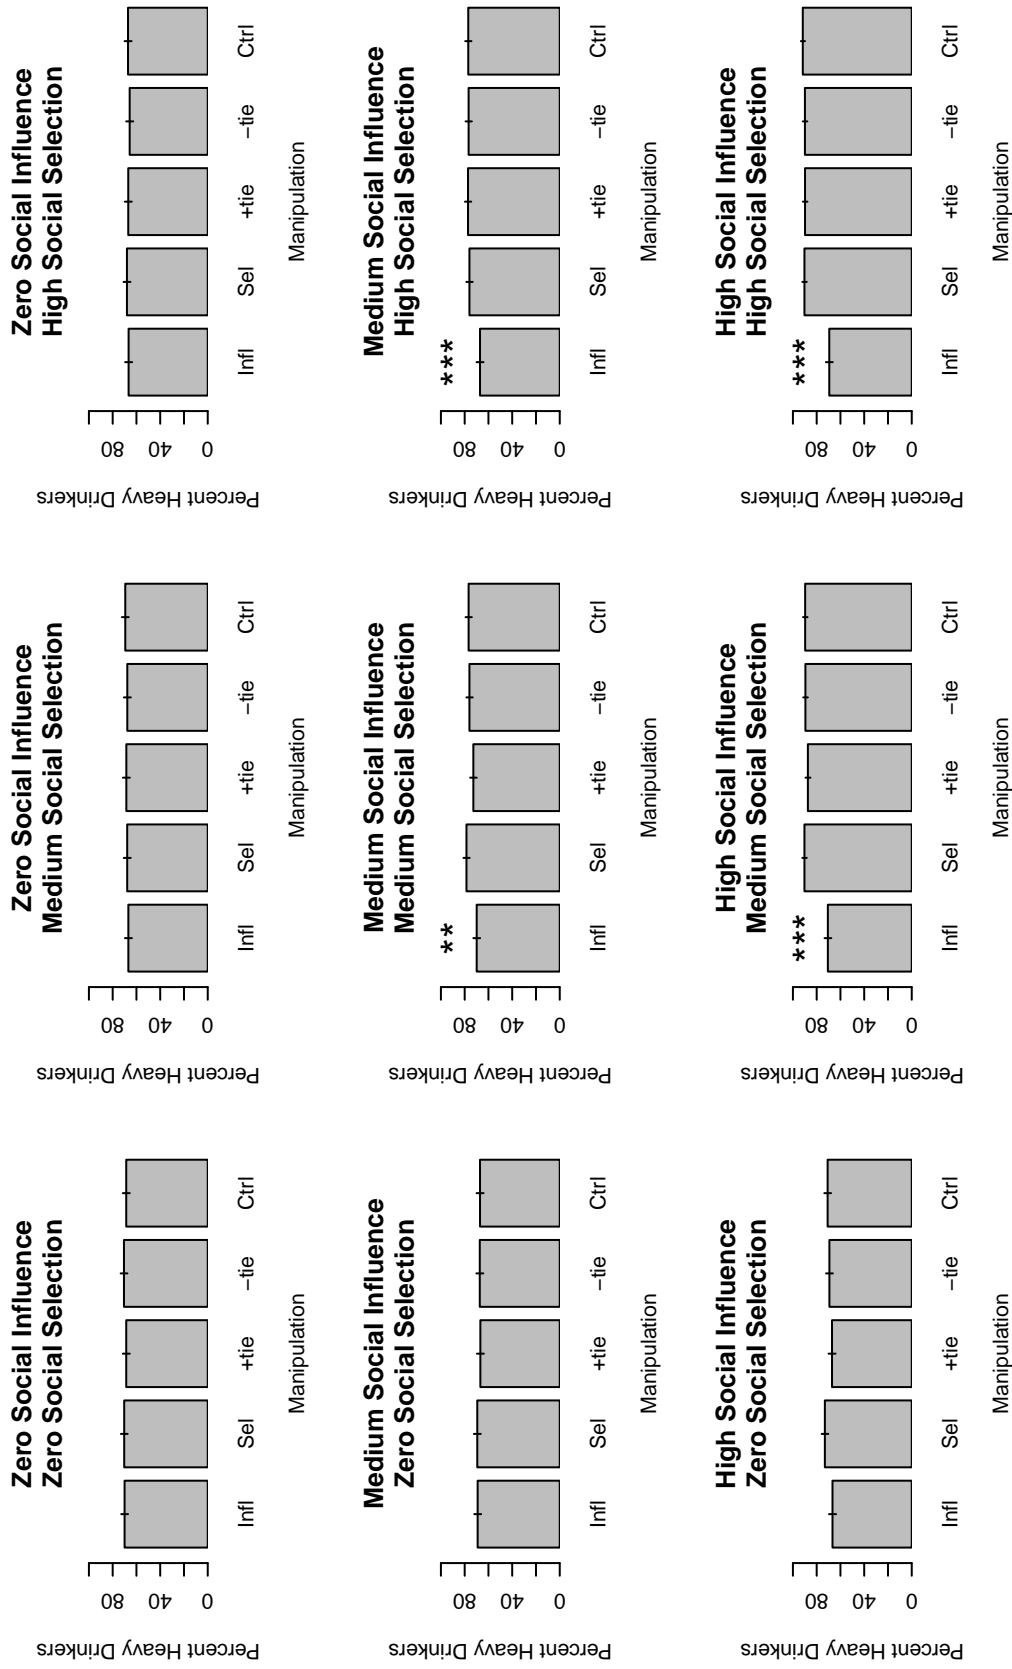 Zero Social Influence
Zero Social Selection
Percent Heavy Drinkers
80
40
0
Infl Sel +tie −tie Ctrl
Manipulation
Zero Social Influence
Medium Social Selection
Percent Heavy Drinkers
80
40
0
Infl Sel +tie −tie Ctrl
Manipulation
Zero Social Influence
High Social Selection
Percent Heavy Drinkers
80
40
0
Infl Sel +tie −tie Ctrl
Manipulation
Medium Social Influence
Zero Social Selection
Percent Heavy Drinkers
80
40
0
Infl Sel +tie −tie Ctrl
Manipulation
Medium Social Influence
Medium Social Selection
**
Percent Heavy Drinkers
80
40
0
Infl Sel +tie −tie Ctrl
Manipulation
Medium Social Influence
High Social Selection
***
Percent Heavy Drinkers
80
40
0
Infl Sel +tie −tie Ctrl
Manipulation
High Social Influence
Zero Social Selection
Percent Heavy Drinkers
80
40
0
Infl Sel +tie −tie Ctrl
Manipulation
High Social Influence
Medium Social Selection
***
Percent Heavy Drinkers
80
40
0
Infl Sel +tie −tie Ctrl
Manipulation
High Social Influence
High Social Selection
***
Percent Heavy Drinkers
80
40
0
Infl Sel +tie −tie Ctrl
Manipulation